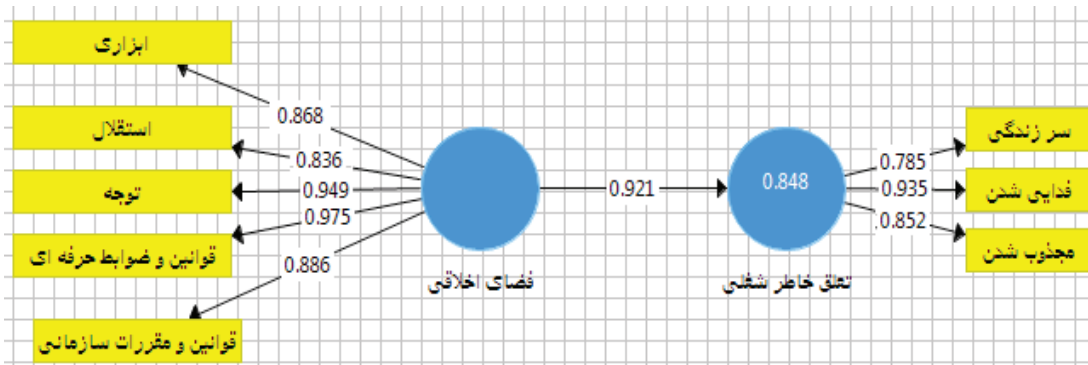 ابزاری
استقلال
توجه
قوانین و ضوابط حرفه ای
قوانین و مقررات سازمانی
0.868
0.836
0.949
0.975
0.886
فضای اخلاقی
0.921
0.848
تعلق خاطر شغلی
0.785
0.935
0.852
سر زندگی
فدایی شدن
مجذوب شدن